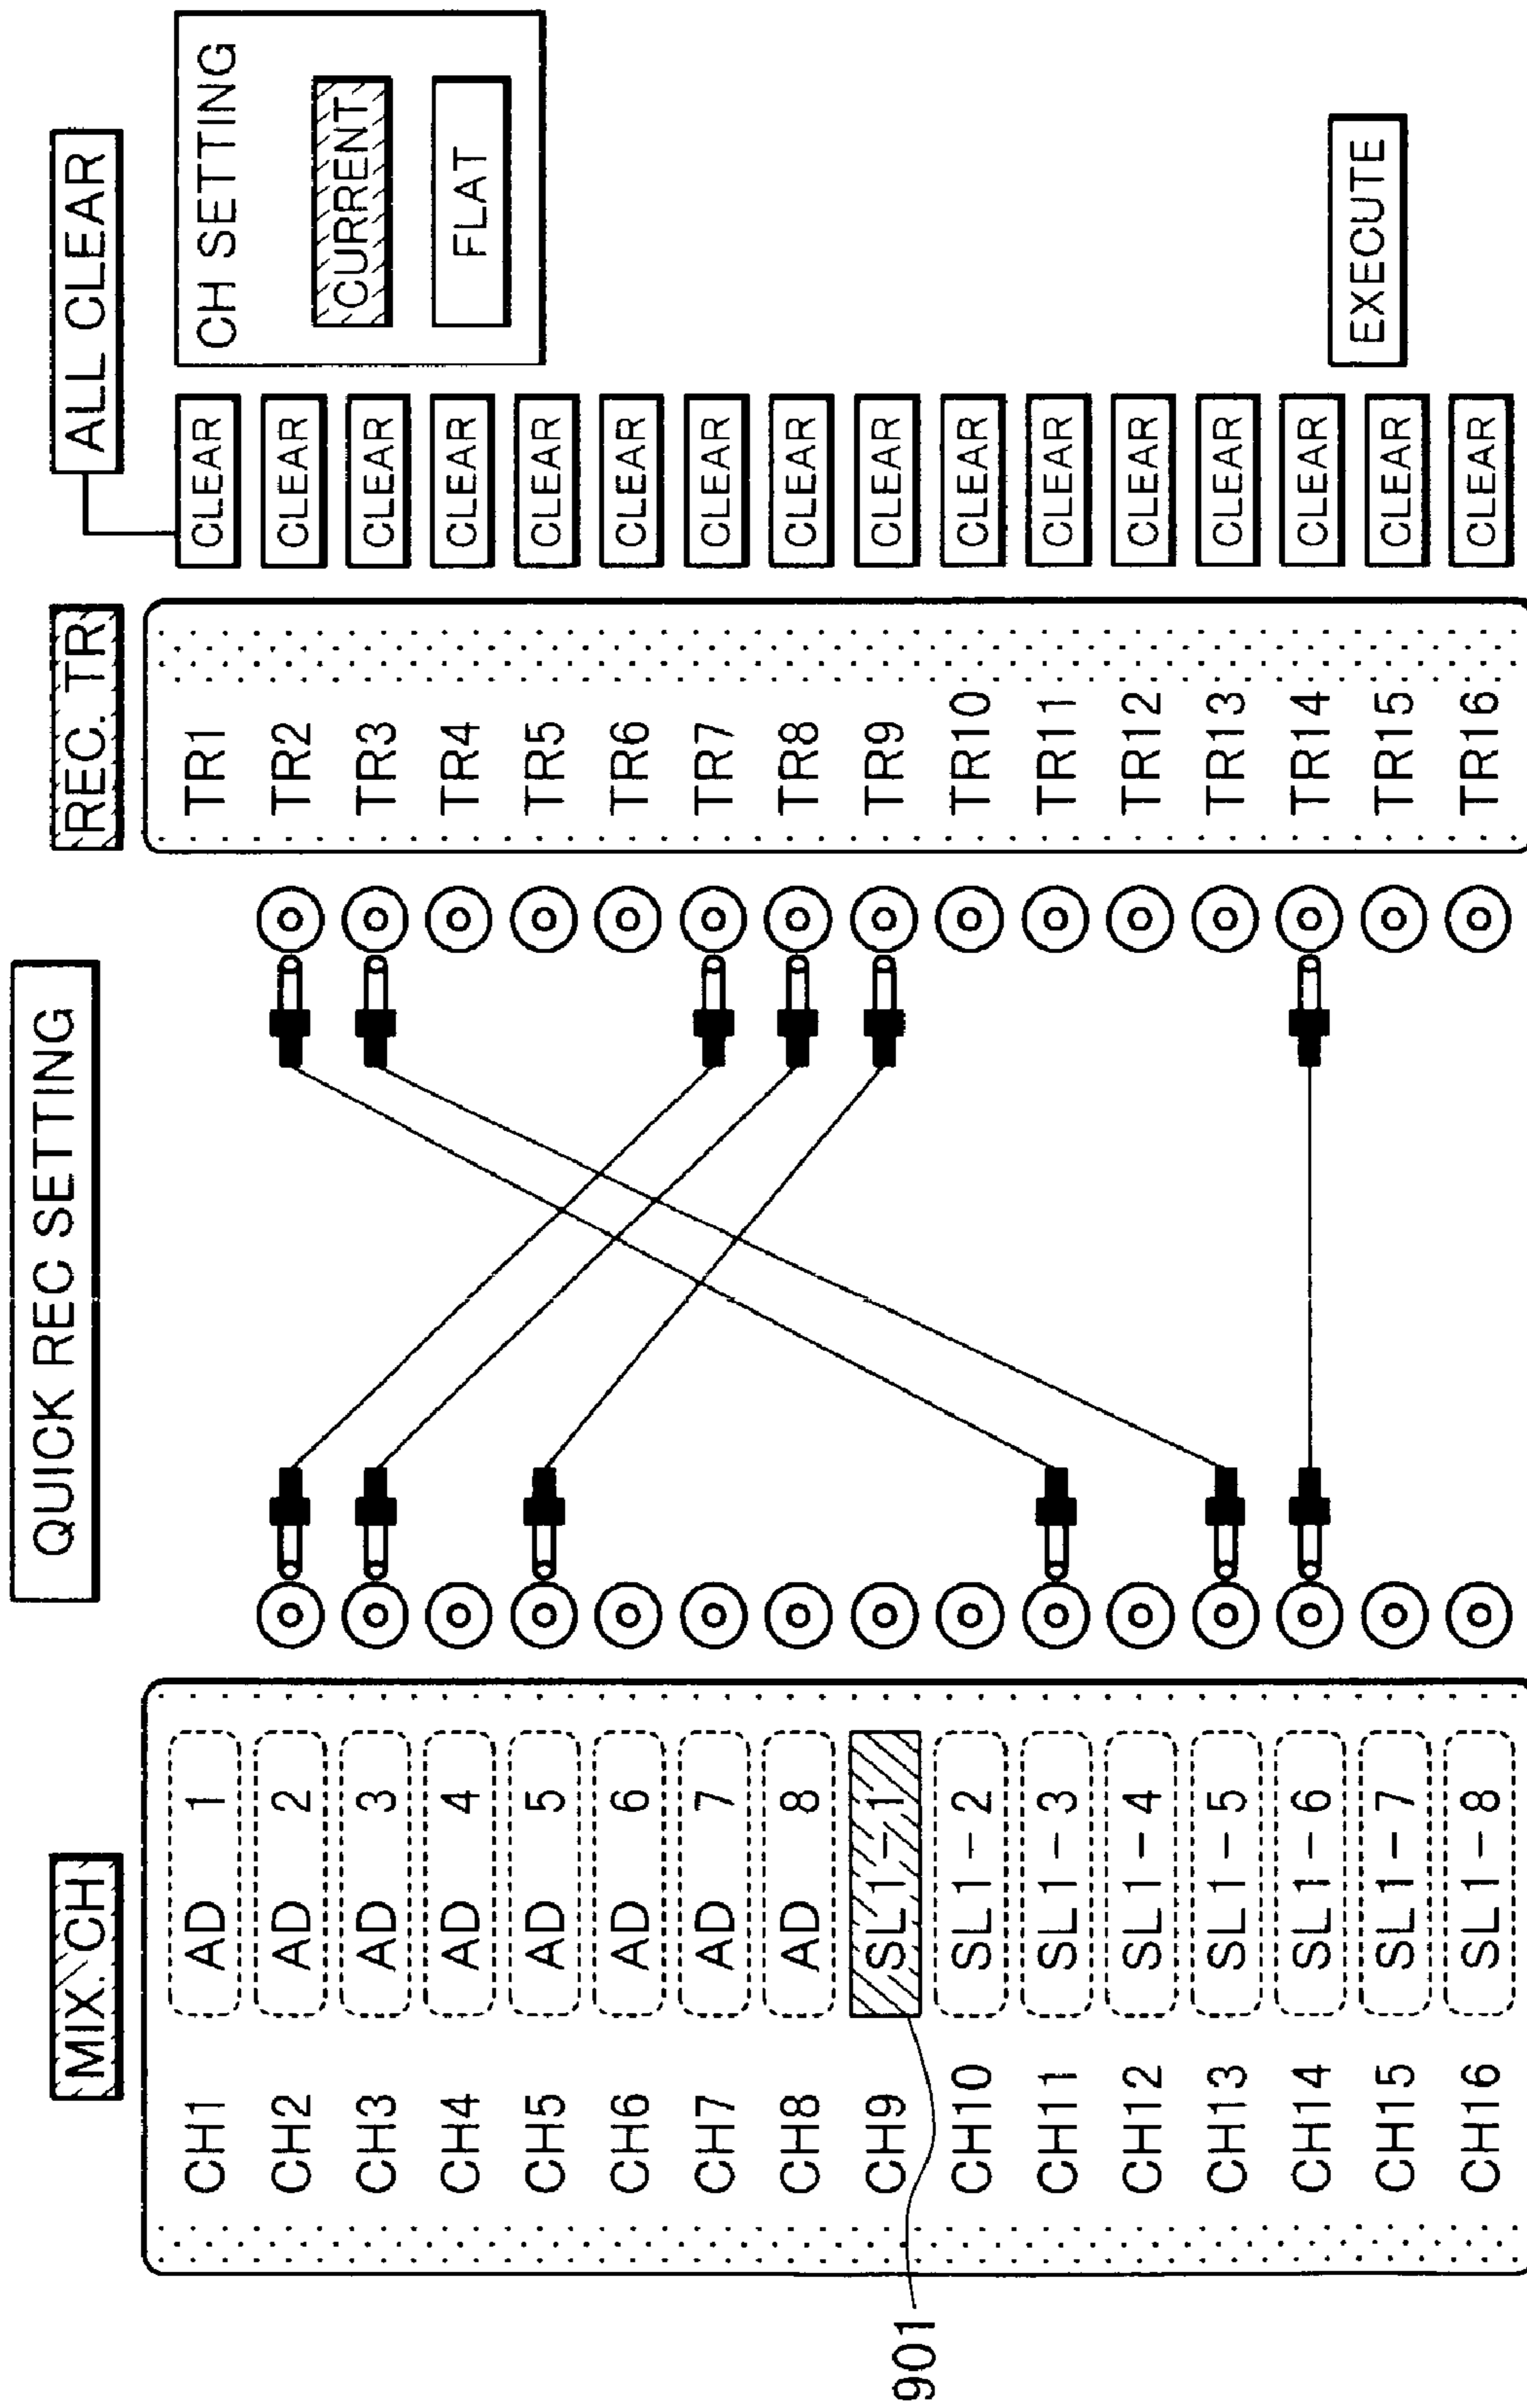 QUICK REC SETTING
MIX. CH
REC. TR
ALL CLEAR
CH1 AD 1 TR1 CLEAR
CH2 AD 2 TR2 CLEAR
CH3 AD 3 TR3 CLEAR
CH4 AD 4 TR4 CLEAR
CH5 AD 5 TR5 CLEAR
CH6 AD 6 TR6 CLEAR
CH7 AD 7 TR7 CLEAR
CH8 AD 8 TR8 CLEAR
CH9 SL1-1 TR9 CLEAR
CH10 SL1-2 TR10 CLEAR
CH11 SL1-3 TR11 CLEAR
CH12 SL1-4 TR12 CLEAR
CH13 SL1-5 TR13 CLEAR
CH14 SL1-6 TR14 CLEAR
CH15 SL1-7 TR15 CLEAR
CH16 SL1-8 TR16 CLEAR
CH SETTING
CURRENT
FLAT
EXECUTE
901